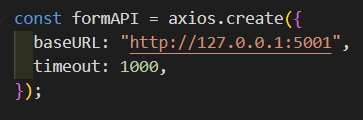 const formAPI = axios.create({
  baseURL: "http://127.0.0.1:5001",
  timeout: 1000,
});